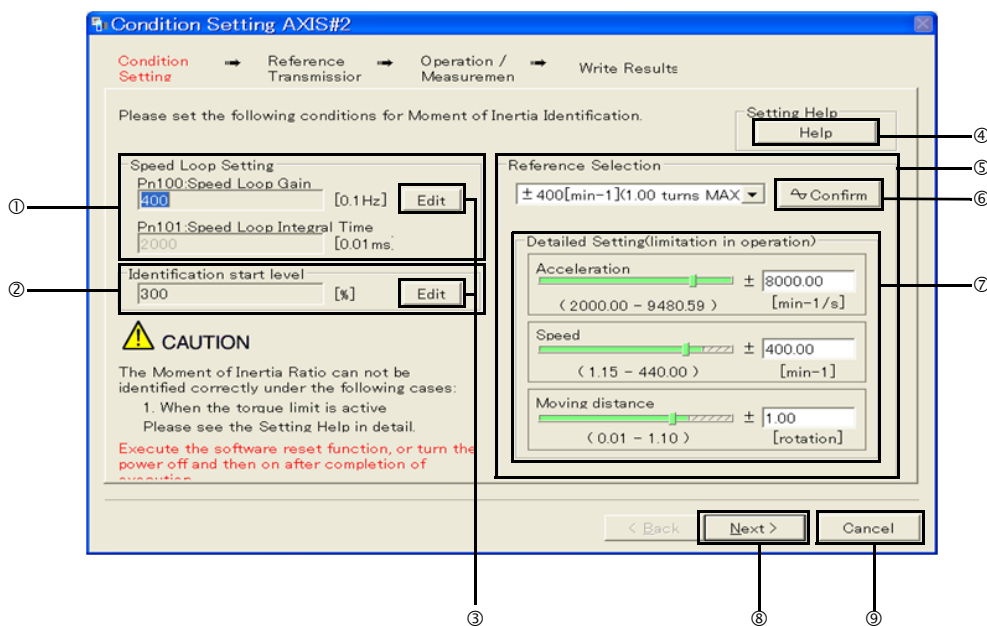 Condition Setting AXIS#2
Condition Setting ➞ Reference Transmissior ➞ Operation / Measuremen ➞ Write Results
Please set the following conditions for Moment of Inertia Identification.
Setting Help
Help
④
Speed Loop Setting
Pn100:Speed Loop Gain
400 [0.1Hz] Edit
Pn101:Speed Loop Integral Time
2000 [0.01ms]
①
Identification start level
300 [%] Edit
②
③
CAUTION
The Moment of Inertia Ratio can not be
identified correctly under the following cases:
1. When the torque limit is active
Please see the Setting Help in detail.
Execute the software reset function, or turn the
power off and then on after completion of
Reference Selection
⑤
±400[min-1](1.00 turns MAX Confirm
⑥
Detailed Setting(limitation in operation)
⑦
Acceleration
± 8000.00
(2000.00 - 9480.59) [min-1/s]
Speed
± 400.00
(1.15 - 440.00) [min-1]
Moving distance
± 1.00
(0.01 - 1.10) [rotation]
< Back Next > Cancel
⑧ ⑨